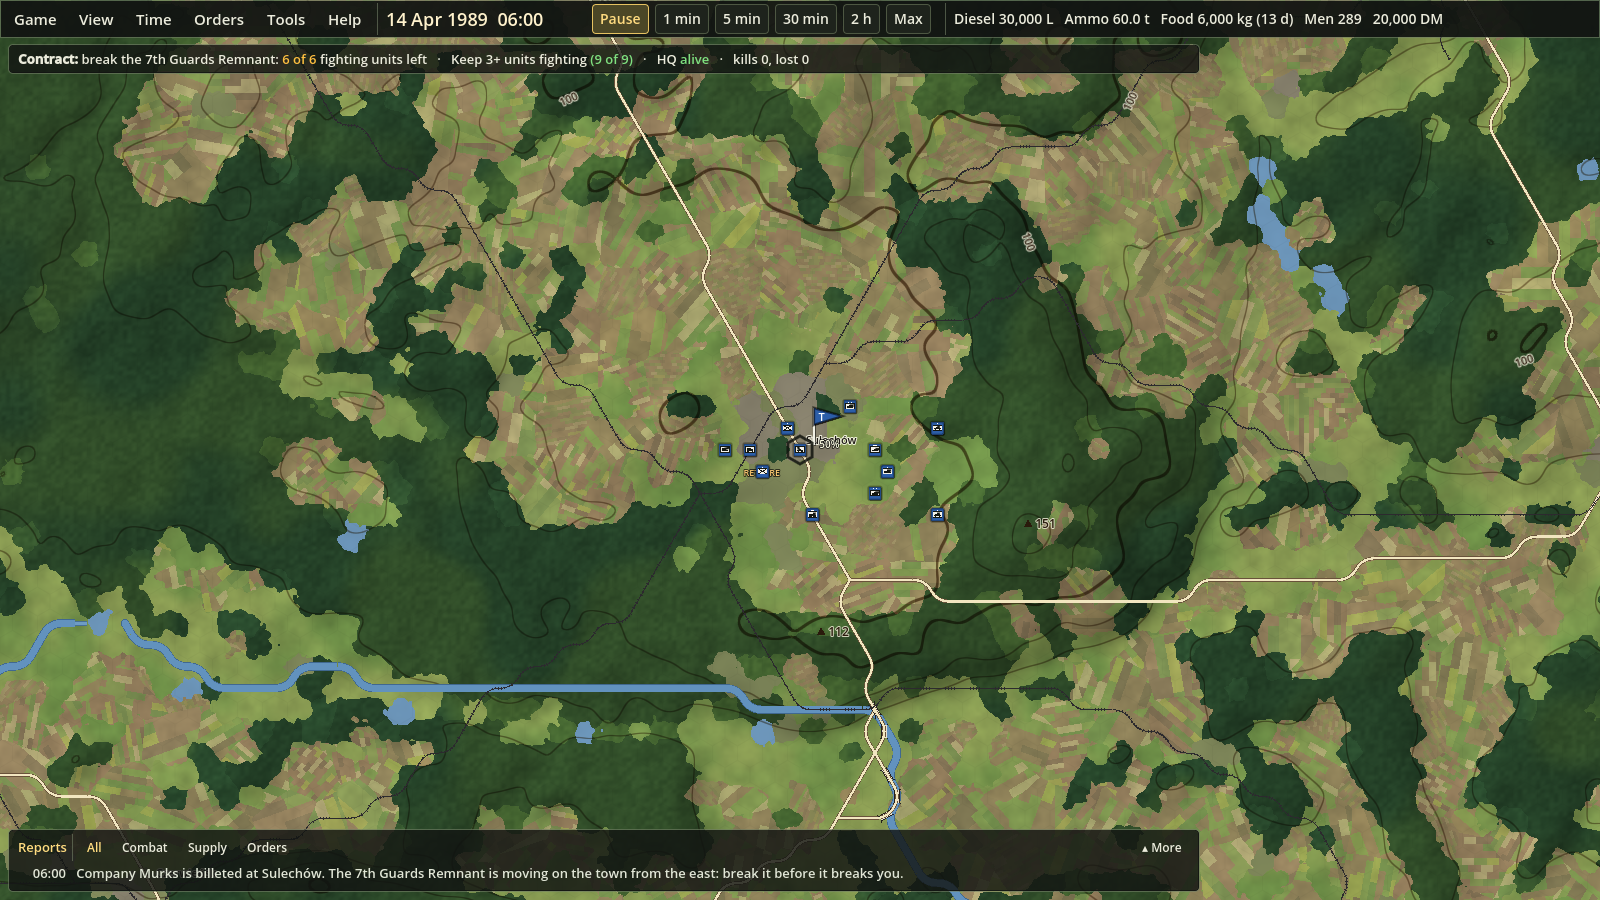 Game View Time Orders Tools Help 14 Apr 1989 06:00 Pause 1 min 5 min 30 min 2 h Max Diesel 30,000 L Ammo 60.0 t Food 6,000 kg (13 d) Men 289 20,000 DM
Contract: break the 7th Guards Remnant: 6 of 6 fighting units left · Keep 3+ units fighting (9 of 9) · HQ alive · kills 0, lost 0
100
100
100
100
T
RE RE
151
112
Reports All Combat Supply Orders ▴ More
06:00 Company Murks is billeted at Sulechów. The 7th Guards Remnant is moving on the town from the east: break it before it breaks you.